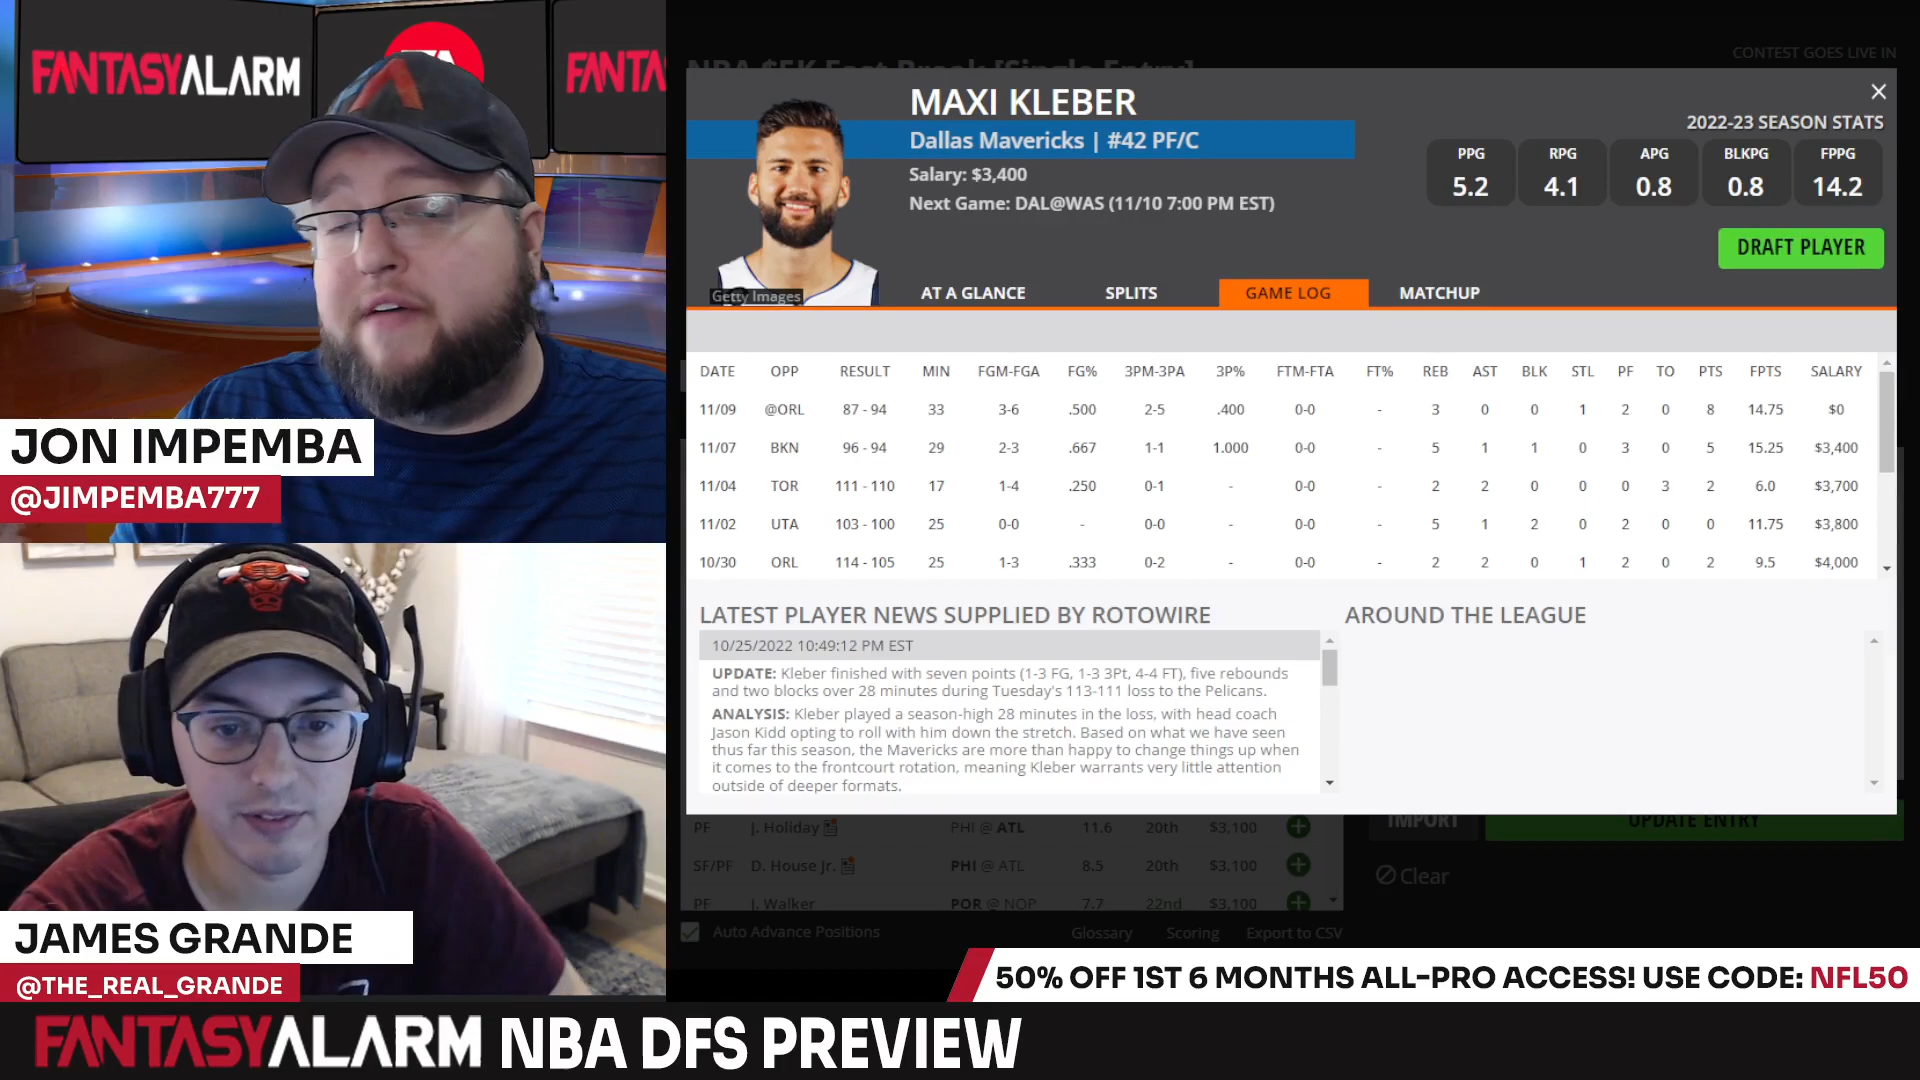 FANTASYALARM
FANTASYA
JON IMPEMBA
@JIMPEMBA777
JAMES GRANDE
@THE_REAL_GRANDE
CONTEST GOES LIVE IN
MAXI KLEBER
Dallas Mavericks | #42 PF/C
Salary: $3,400
Next Game: DAL@WAS (11/10 7:00 PM EST)
Getty Images
2022-23 SEASON STATS
PPG RPG APG BLKPG FPPG
5.2 4.1 0.8 0.8 14.2
DRAFT PLAYER
AT A GLANCE SPLITS GAME LOG MATCHUP
DATE OPP RESULT MIN FGM-FGA FG% 3PM-3PA 3P% FTM-FTA FT% REB AST BLK STL PF TO PTS FPTS SALARY
11/09 @ORL 87 - 94 33 3-6 .500 2-5 .400 0-0 - 3 0 0 1 2 0 8 14.75 $0
11/07 BKN 96 - 94 29 2-3 .667 1-1 1.000 0-0 - 5 1 1 0 3 0 5 15.25 $3,400
11/04 TOR 111 - 110 17 1-4 .250 0-1 - 0-0 - 2 2 0 0 0 3 2 6.0 $3,700
11/02 UTA 103 - 100 25 0-0 - 0-0 - 0-0 - 5 1 2 0 2 0 0 11.75 $3,800
10/30 ORL 114 - 105 25 1-3 .333 0-2 - 0-0 - 2 2 0 1 2 0 2 9.5 $4,000
LATEST PLAYER NEWS SUPPLIED BY ROTOWIRE
10/25/2022 10:49:12 PM EST
UPDATE: Kleber finished with seven points (1-3 FG, 1-3 3Pt, 4-4 FT), five rebounds
and two blocks over 28 minutes during Tuesday's 113-111 loss to the Pelicans.
ANALYSIS: Kleber played a season-high 28 minutes in the loss, with head coach
Jason Kidd opting to roll with him down the stretch. Based on what we have seen
thus far this season, the Mavericks are more than happy to change things up when
it comes to the frontcourt rotation, meaning Kleber warrants very little attention
outside of deeper formats.
AROUND THE LEAGUE
PF J. Holiday PHI @ ATL 11.6 20th $3,100
SF/PF D. House Jr. PHI @ ATL 8.5 20th $3,100
PF J. Walker POR @ NOP 7.7 22nd $3,100
IMPORT UPDATE ENTRY
Clear
Auto Advance Positions Glossary Scoring Export to CSV
50% OFF 1ST 6 MONTHS ALL-PRO ACCESS! USE CODE: NFL50
FANTASYALARM NBA DFS PREVIEW